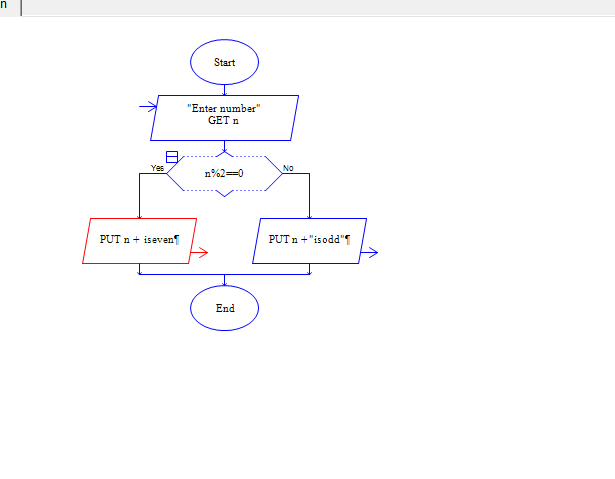 n
Start
"Enter number"
GET n
Yes
n%2==0
No
PUT n + iseven¶
PUT n +"isodd"¶
End